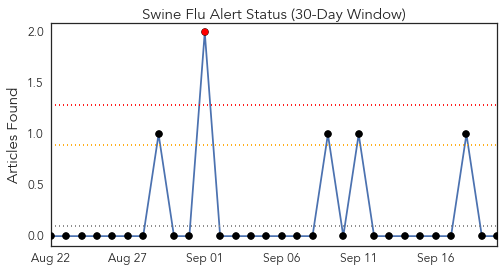 Swine Flu Alert Status (30-Day Window)
Articles Found
2.0
1.5
1.0
0.5
0.0
Aug 22 Aug 27 Sep 01 Sep 06 Sep 11 Sep 16